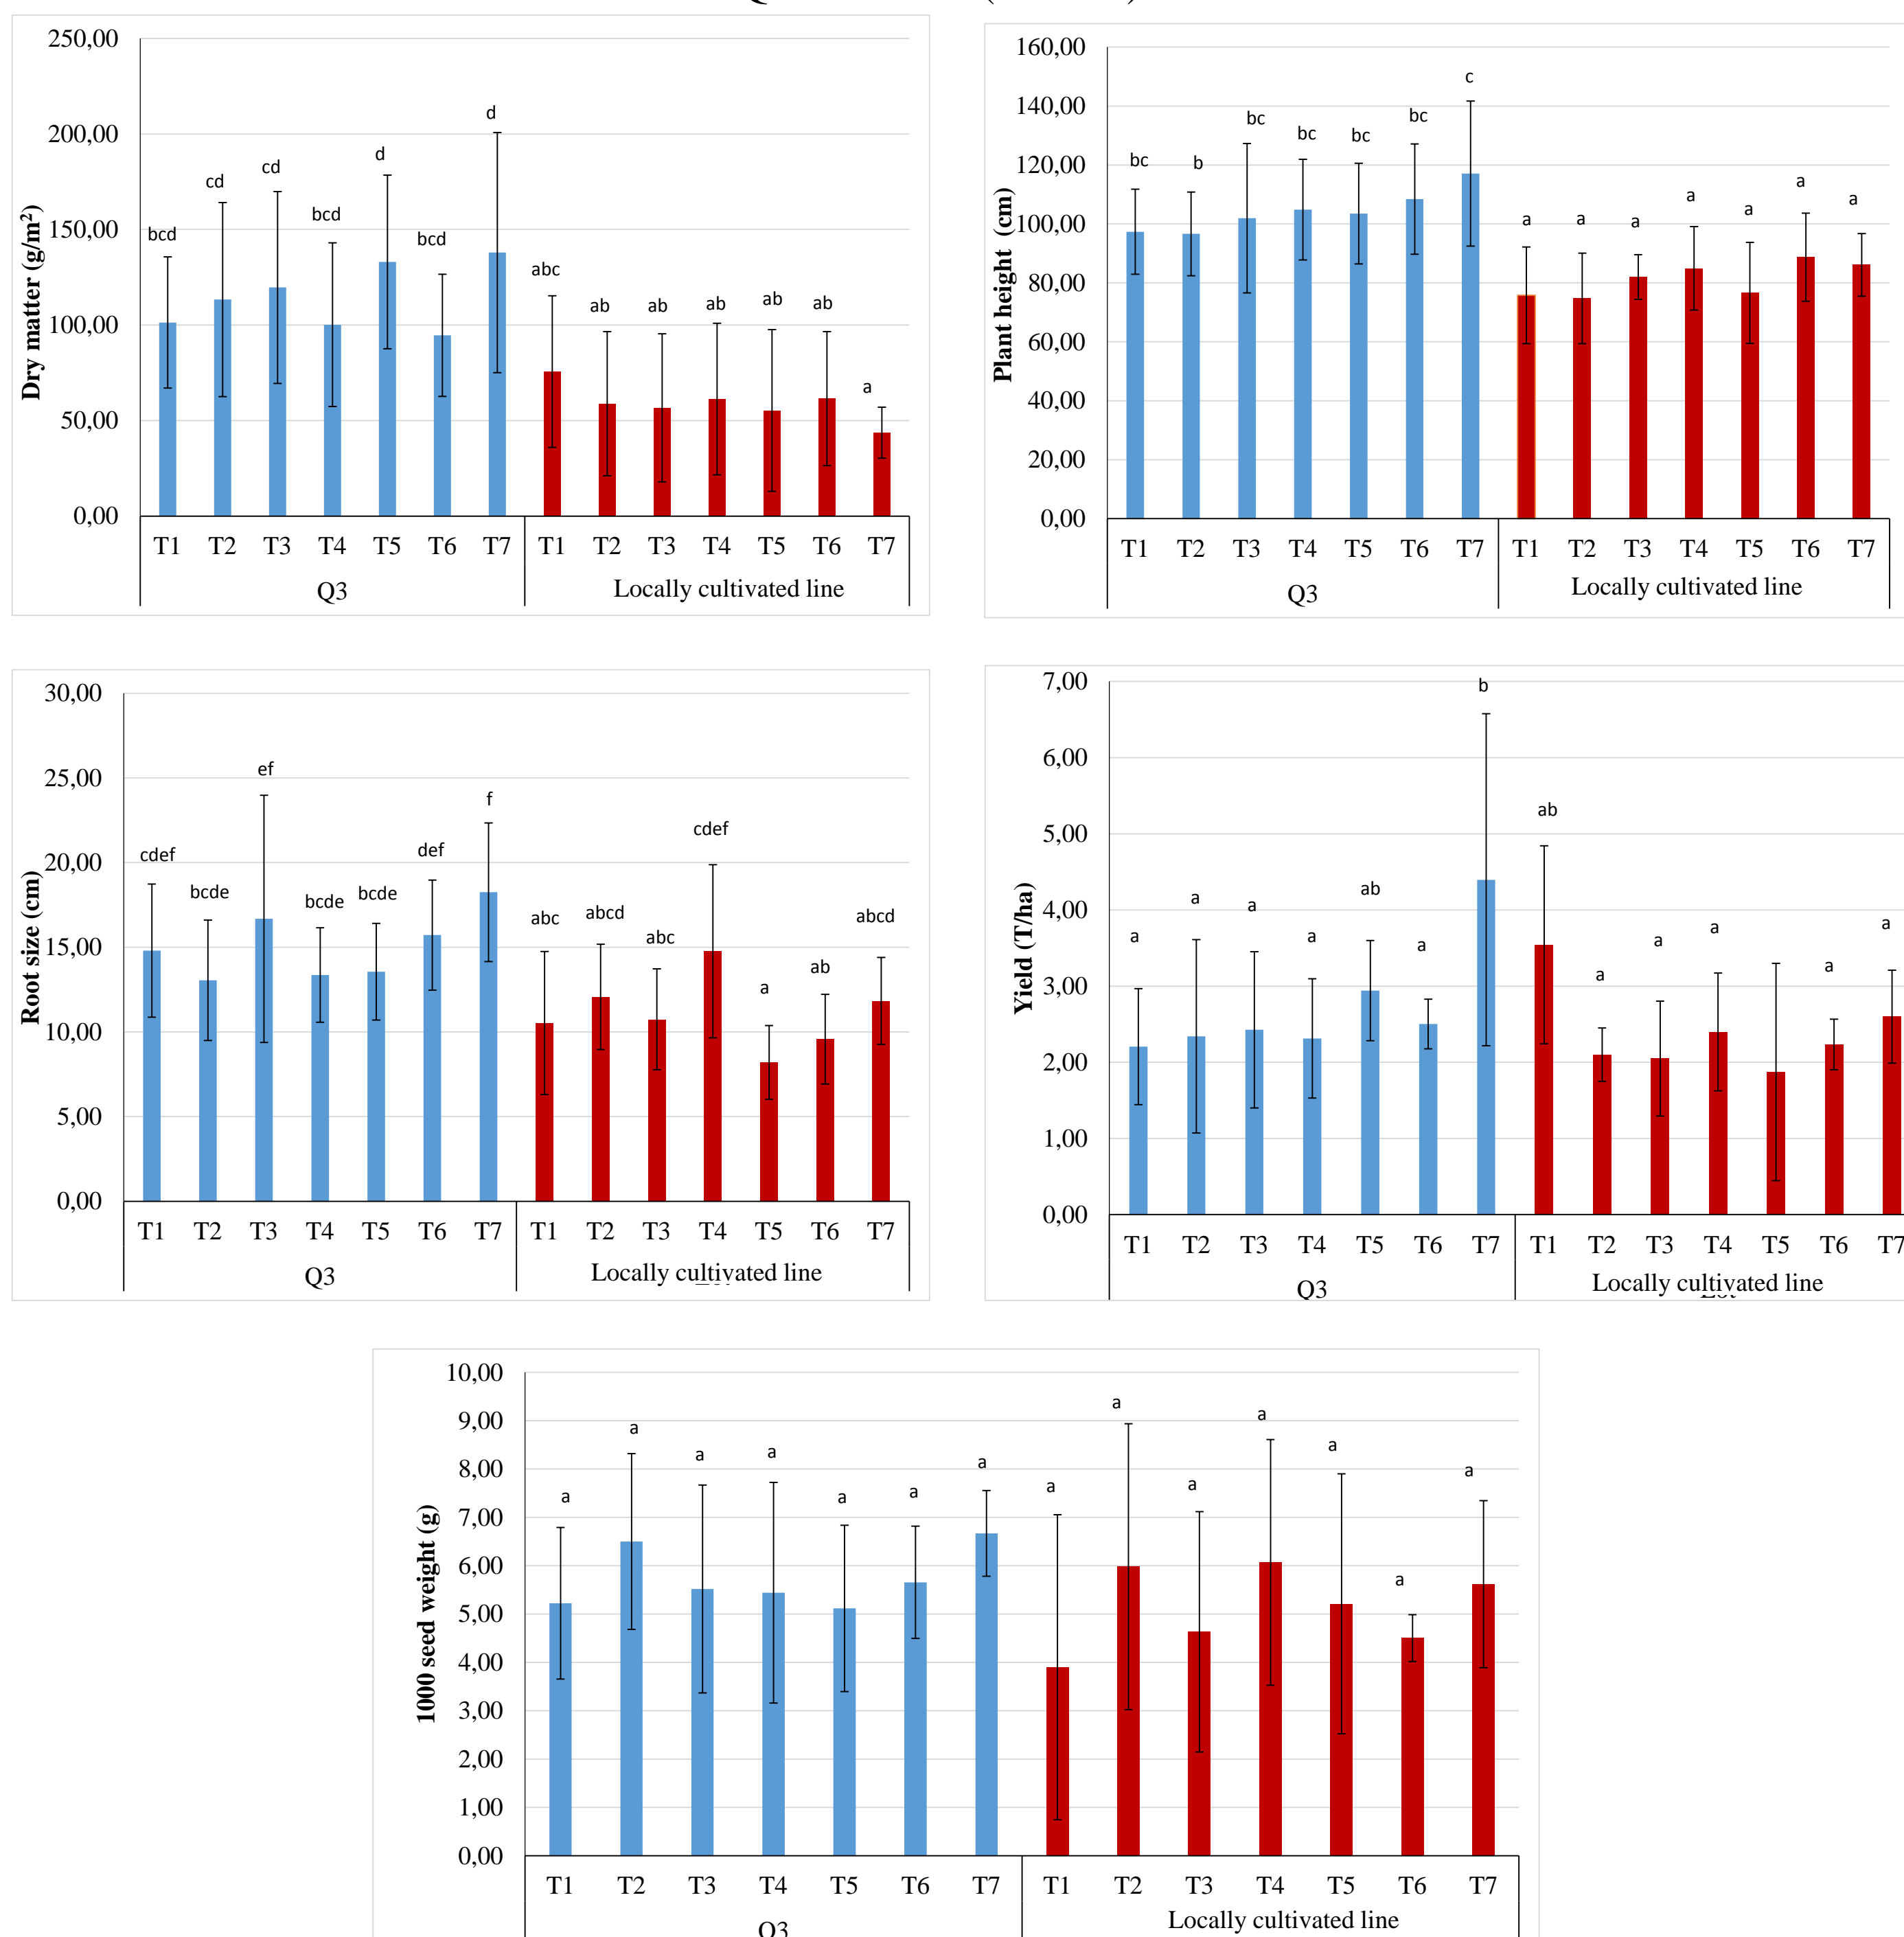 250,00
200,00
150,00
100,00
50,00
0,00
Dry matter (g/m²)
bcd cd cd bcd d bcd d abc ab ab ab ab ab a
T1 T2 T3 T4 T5 T6 T7 T1 T2 T3 T4 T5 T6 T7
Q3 Locally cultivated line
160,00
140,00
120,00
100,00
80,00
60,00
40,00
20,00
0,00
Plant height (cm)
bc b bc bc bc bc c a a a a a a a
T1 T2 T3 T4 T5 T6 T7 T1 T2 T3 T4 T5 T6 T7
Q3 Locally cultivated line
30,00
25,00
20,00
15,00
10,00
5,00
0,00
Root size (cm)
cdef bcde ef bcde bcde def f abc abcd abc cdef a ab abcd
T1 T2 T3 T4 T5 T6 T7 T1 T2 T3 T4 T5 T6 T7
Q3 Locally cultivated line
7,00
6,00
5,00
4,00
3,00
2,00
1,00
0,00
Yield (T/ha)
a a a a ab a b ab a a a a a
T1 T2 T3 T4 T5 T6 T7 T1 T2 T3 T4 T5 T6 T7
Q3 Locally cultivated line
10,00
9,00
8,00
7,00
6,00
5,00
4,00
3,00
2,00
1,00
0,00
1000 seed weight (g)
a a a a a a a a a a a a a a
T1 T2 T3 T4 T5 T6 T7 T1 T2 T3 T4 T5 T6 T7
Q3 Locally cultivated line